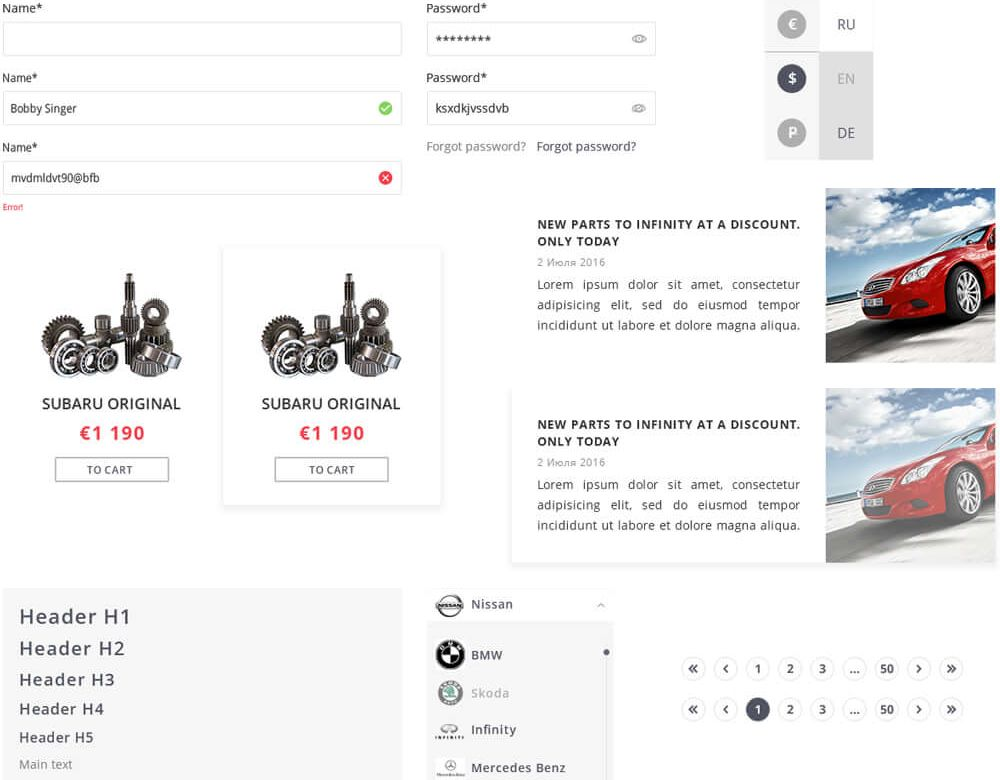 Name*
Name*
Bobby Singer
Name*
mvdmldvt90@bfb
Error!
Password*
********
Password*
ksxdkjvssdvb
Forgot password? Forgot password?
€ RU
$ EN
₽ DE
SUBARU ORIGINAL
€1 190
TO CART
SUBARU ORIGINAL
€1 190
TO CART
NEW PARTS TO INFINITY AT A DISCOUNT.
ONLY TODAY
2 Июля 2016
Lorem ipsum dolor sit amet, consectetur
adipisicing elit, sed do eiusmod tempor
incididunt ut labore et dolore magna aliqua.
NEW PARTS TO INFINITY AT A DISCOUNT.
ONLY TODAY
2 Июля 2016
Lorem ipsum dolor sit amet, consectetur
adipisicing elit, sed do eiusmod tempor
incididunt ut labore et dolore magna aliqua.
Header H1
Header H2
Header H3
Header H4
Header H5
Main text
NISSAN Nissan
BMW
Skoda
INFINITI Infinity
Mercedes Benz
« ‹ 1 2 3 ... 50 › »
« ‹ 1 2 3 ... 50 › »